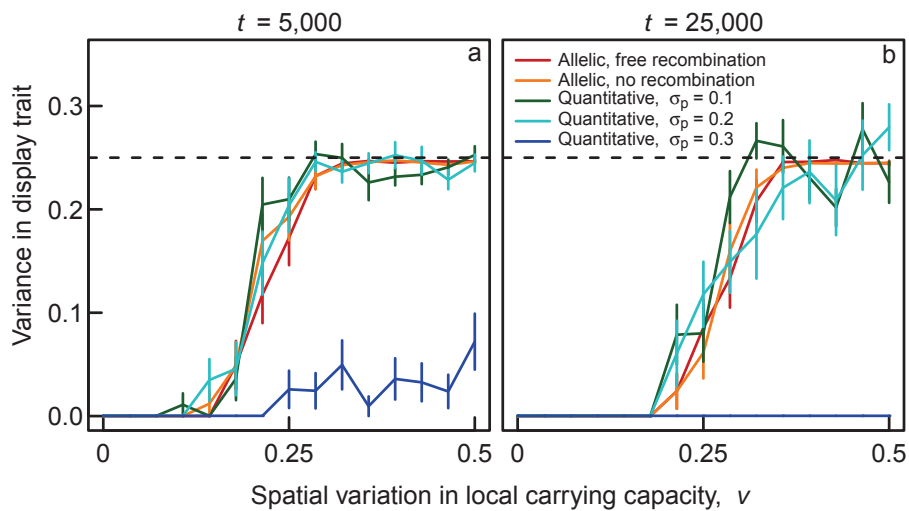 t = 5,000
t = 25,000
a
b
Allelic, free recombination
Allelic, no recombination
Quantitative, σp = 0.1
Quantitative, σp = 0.2
Quantitative, σp = 0.3
Variance in display trait
0.3
0.2
0.1
0.0
0
0.25
0.5
0
0.25
0.5
Spatial variation in local carrying capacity, v